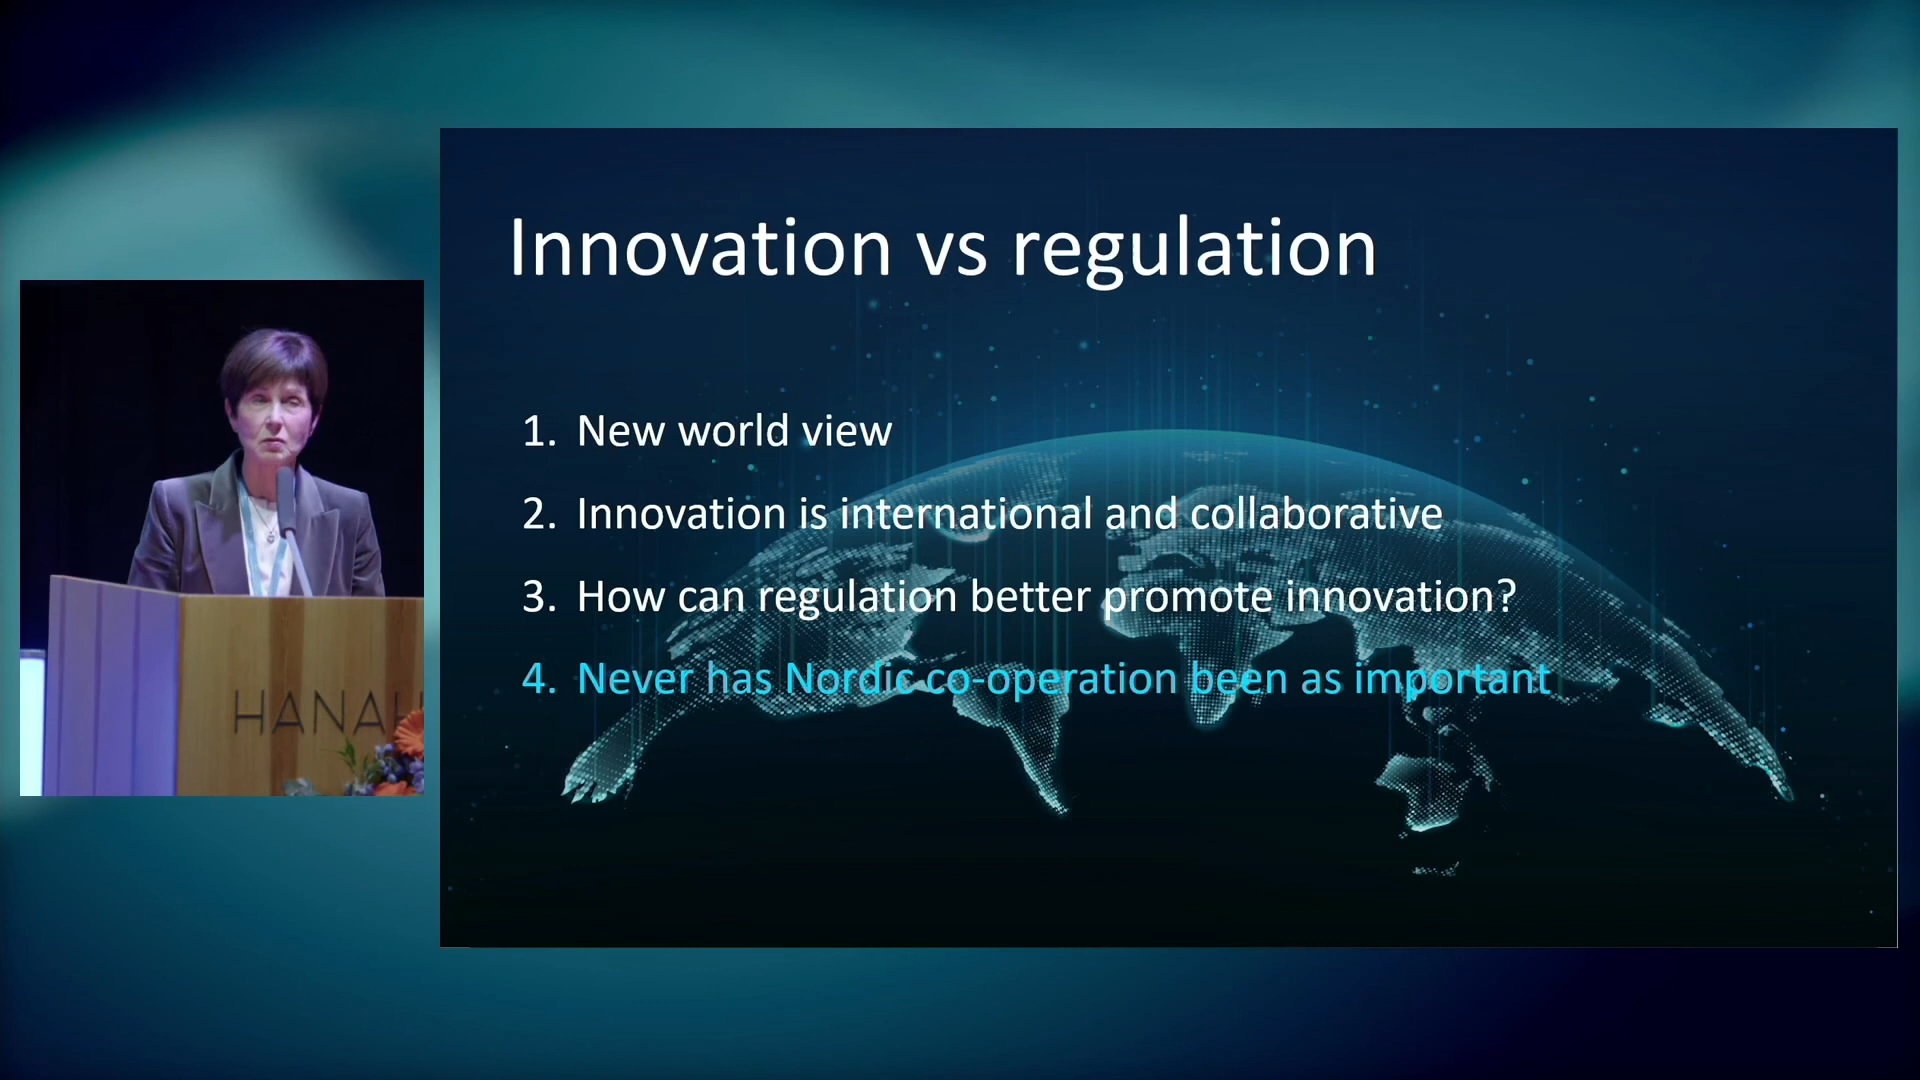 Innovation vs regulation
1. New world view
2. Innovation is international and collaborative
3. How can regulation better promote innovation?
4. Never has Nordic co-operation been as important
HANAH